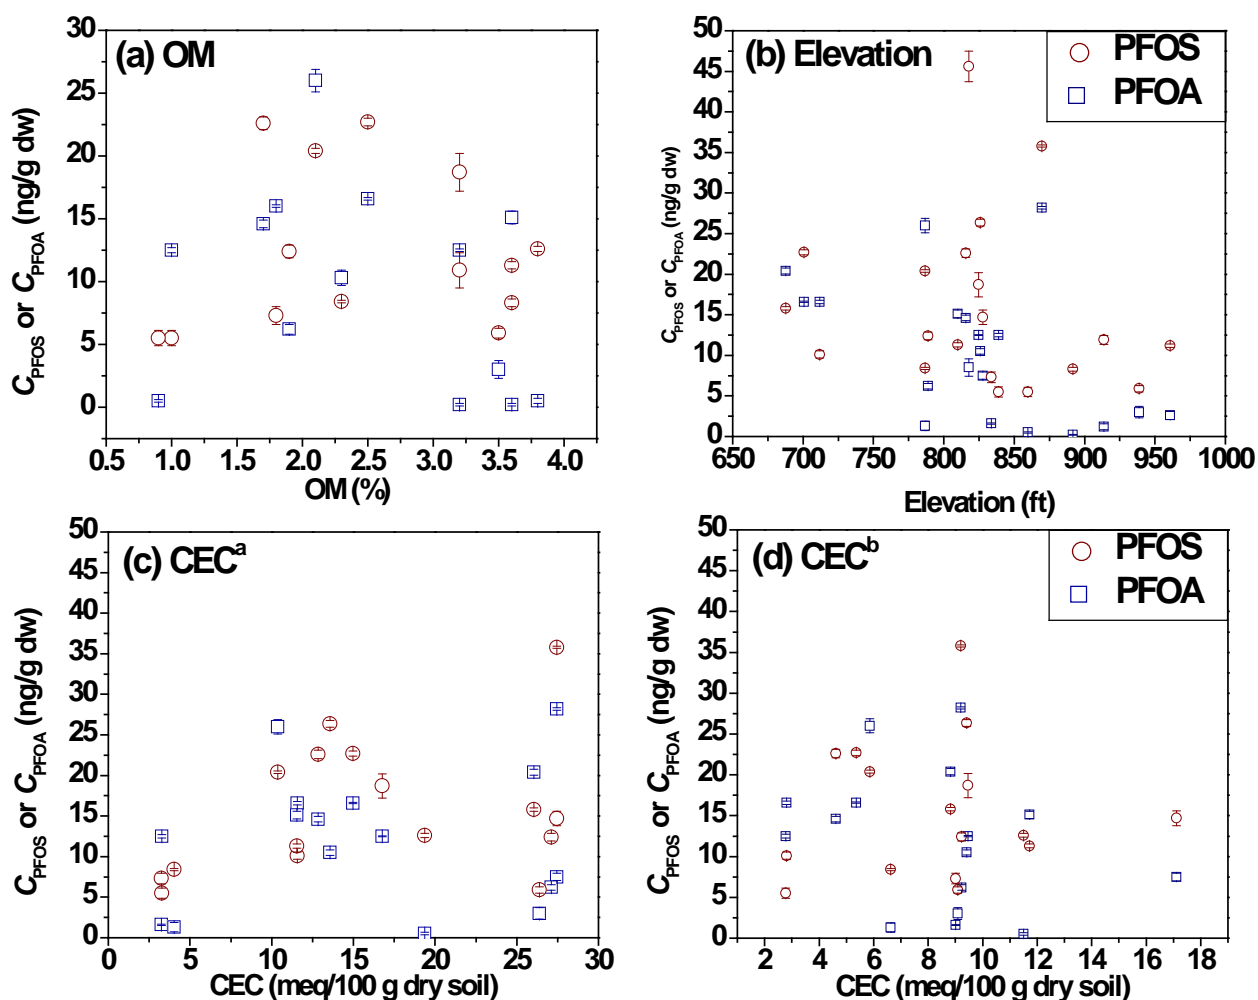 (a) OM
30
25
20
15
10
5
0
C_PFOS or C_PFOA (ng/g dw)
0.5 1.0 1.5 2.0 2.5 3.0 3.5 4.0
OM (%)
(b) Elevation
PFOS
PFOA
50
45
40
35
30
25
20
15
10
5
0
C_PFOS or C_PFOA (ng/g dw)
650 700 750 800 850 900 950 1000
Elevation (ft)
(c) CEC^a
50
45
40
35
30
25
20
15
10
5
0
C_PFOS or C_PFOA (ng/g dw)
0 5 10 15 20 25 30
CEC (meq/100 g dry soil)
(d) CEC^b
PFOS
PFOA
50
45
40
35
30
25
20
15
10
5
0
C_PFOS or C_PFOA (ng/g dw)
2 4 6 8 10 12 14 16 18
CEC (meq/100 g dry soil)